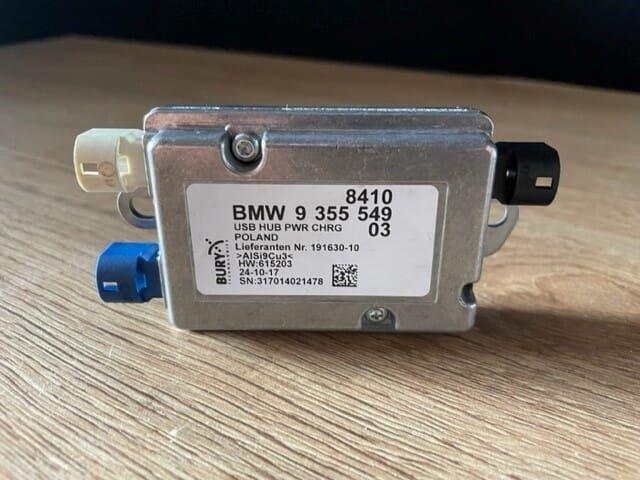 8410
BMW 9 355 549
USB HUB PWR CHRG 03
POLAND
Lieferanten Nr. 191630-10
>AlSi9Cu3<
HW:615203
24-10-17
SN:317014021478
BURY